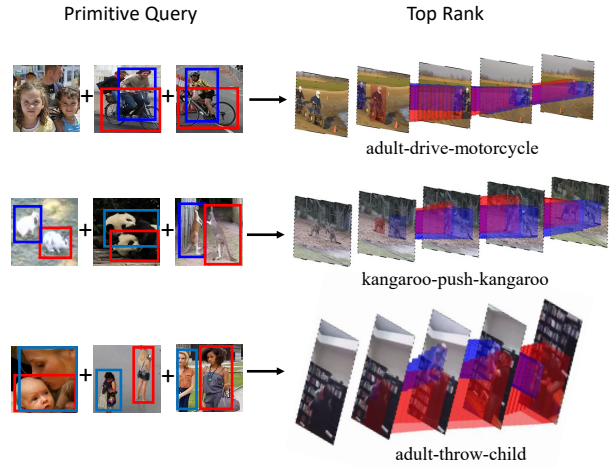 Primitive Query
Top Rank
+ +
adult-drive-motorcycle
+ +
kangaroo-push-kangaroo
+ +
adult-throw-child